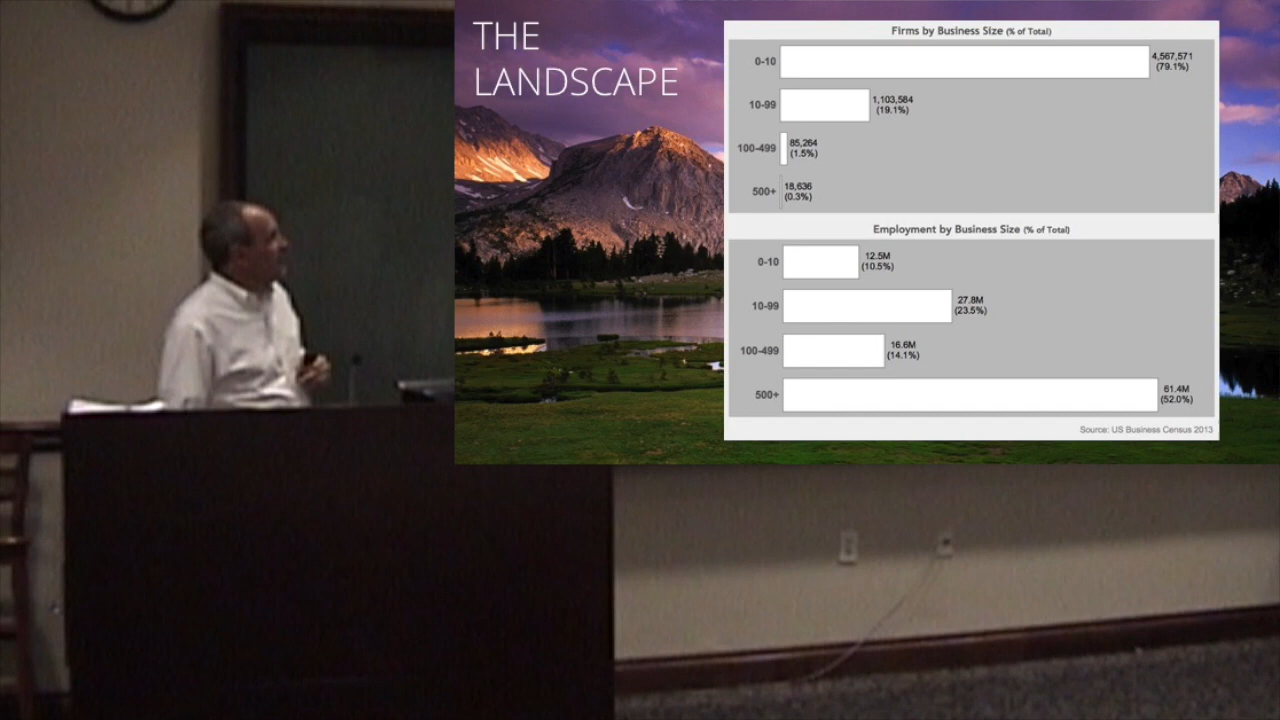 THE
LANDSCAPE
Firms by Business Size (% of Total)
0-10
4,567,571
(79.1%)
10-99
1,103,584
(19.1%)
100-499
85,264
(1.5%)
500+
18,636
(0.3%)
Employment by Business Size (% of Total)
0-10
12.5M
(10.5%)
10-99
27.8M
(23.5%)
100-499
16.6M
(14.1%)
500+
61.4M
(52.0%)
Source: US Business Census 2013